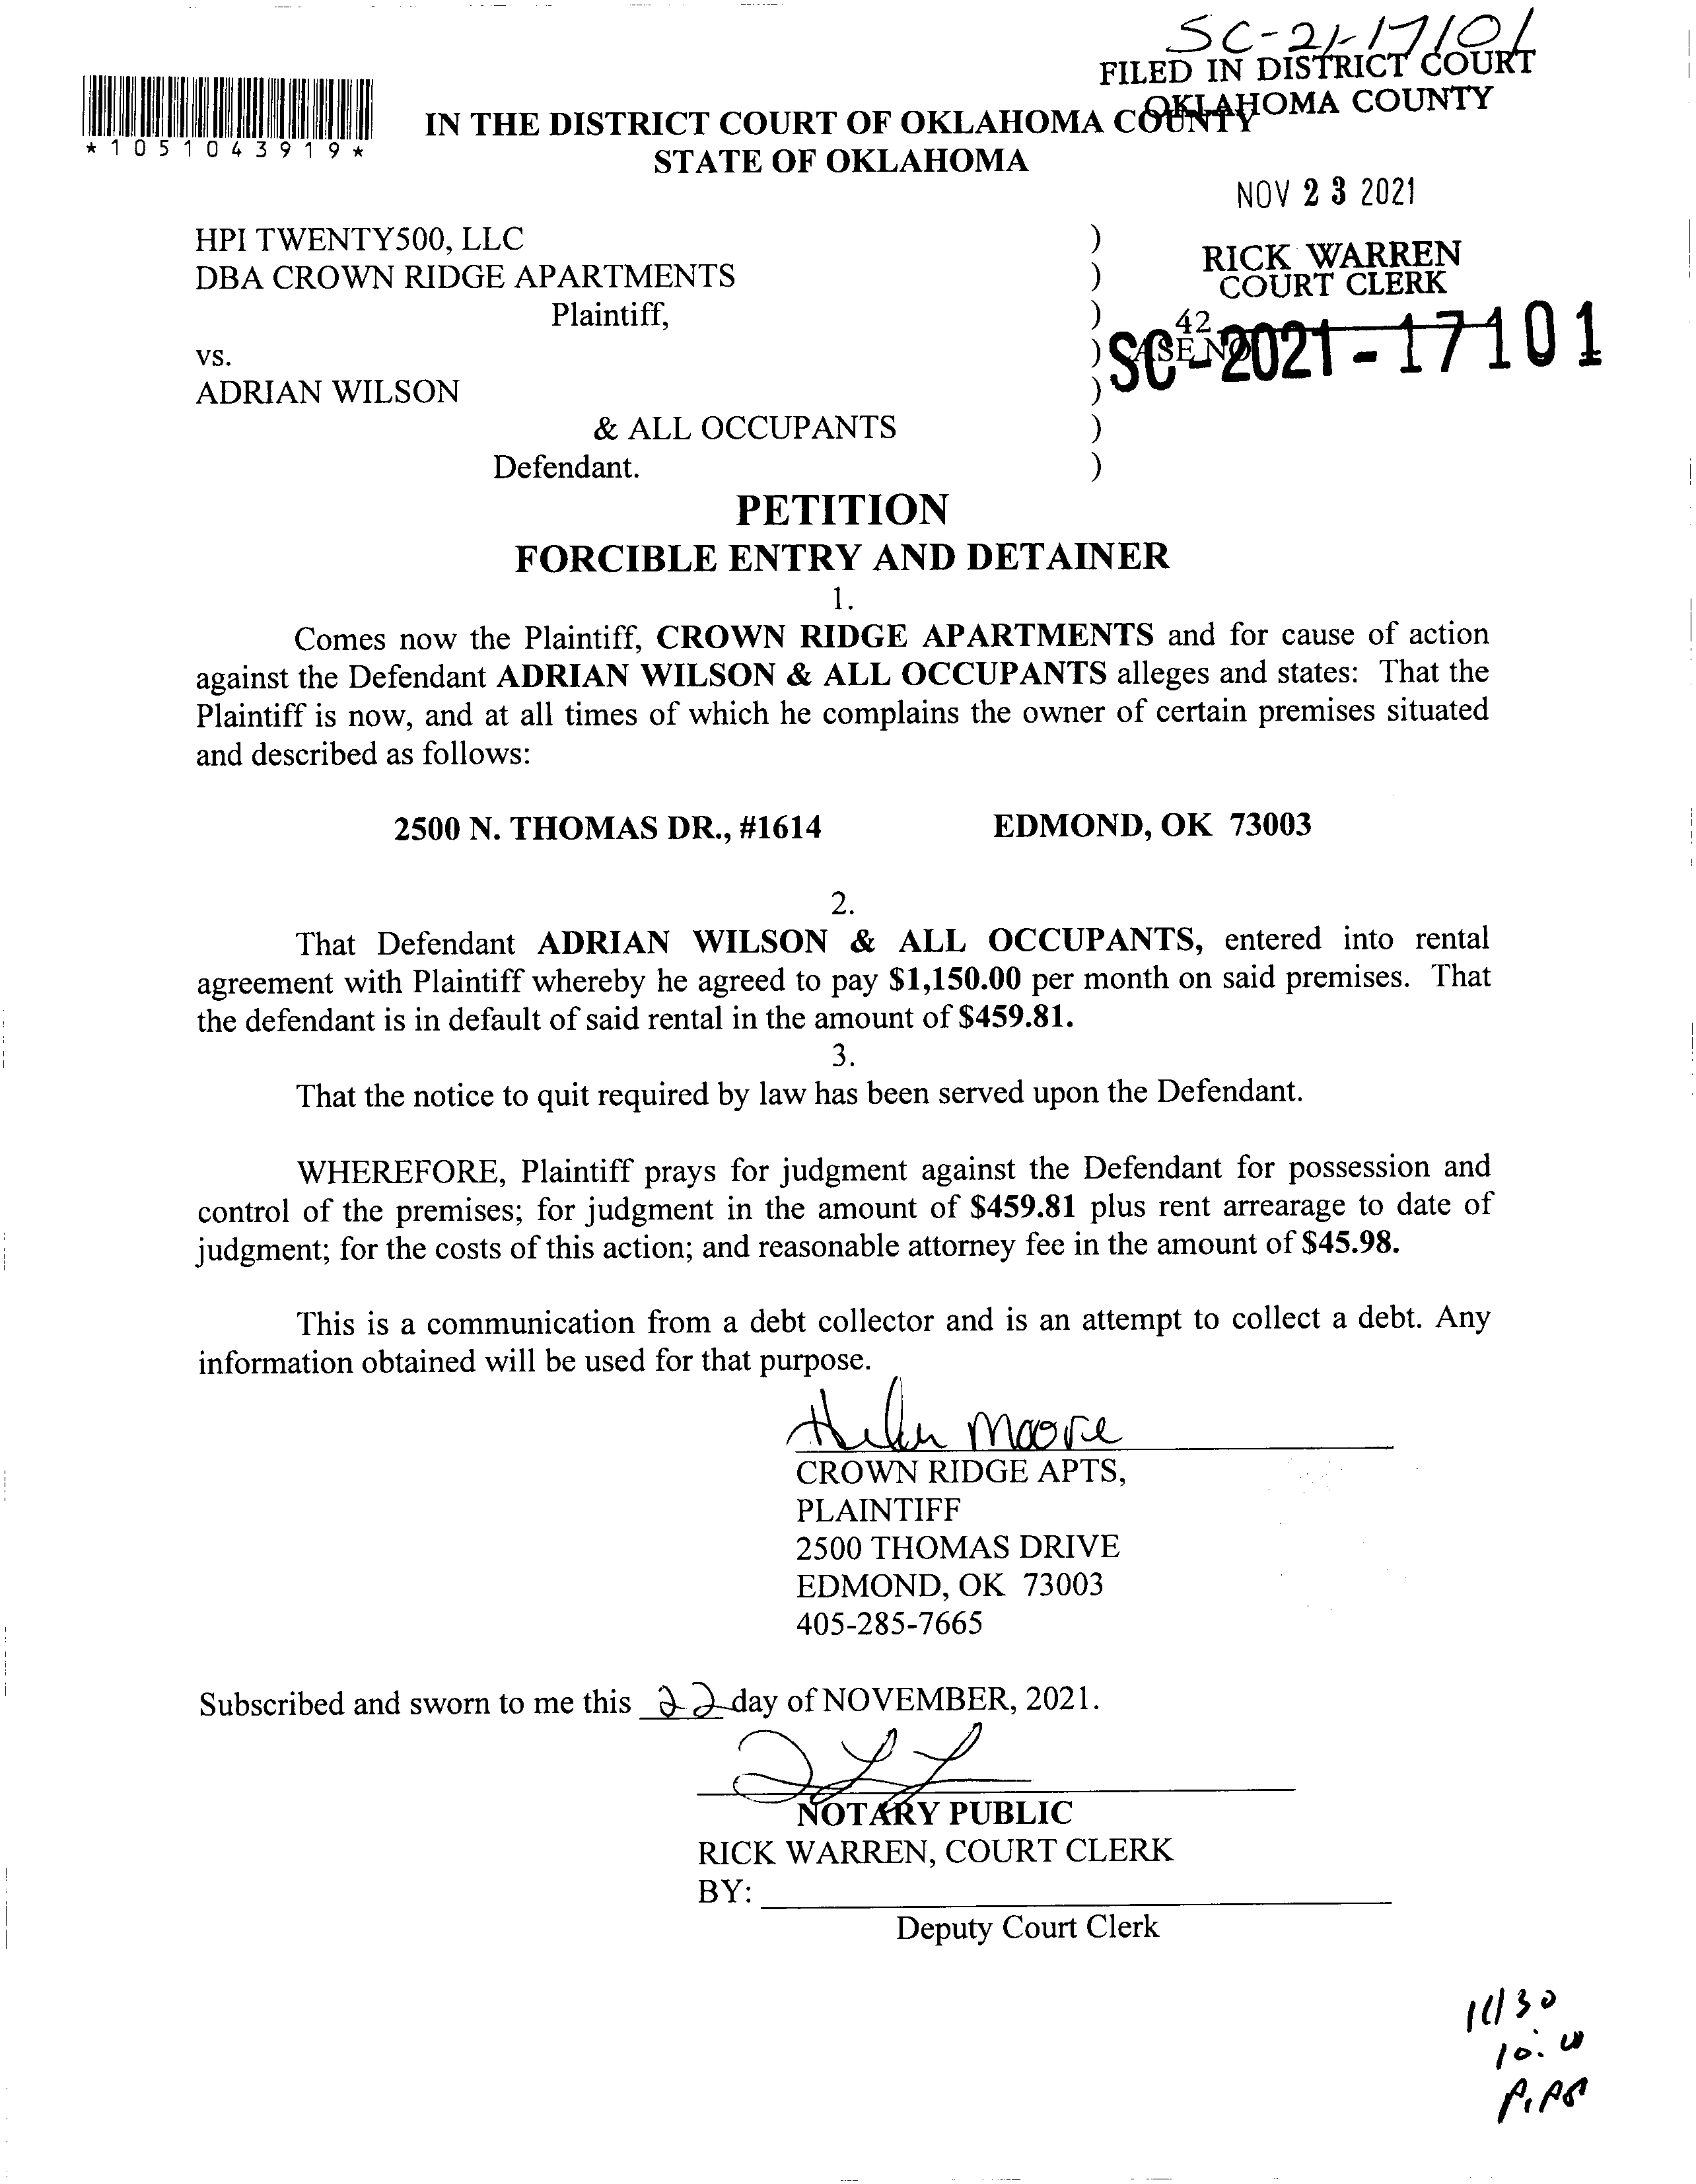 SC-21-17101
FILED IN DISTRICT COURT
OKLAHOMA COUNTY
*1051043919*
IN THE DISTRICT COURT OF OKLAHOMA COUNTY
STATE OF OKLAHOMA
NOV 23 2021
HPI TWENTY500, LLC )
DBA CROWN RIDGE APARTMENTS )
RICK WARREN
COURT CLERK
Plaintiff, )
42
vs. )
SC-2021-17101
ADRIAN WILSON )
& ALL OCCUPANTS )
Defendant. )
PETITION
FORCIBLE ENTRY AND DETAINER
1.
Comes now the Plaintiff, CROWN RIDGE APARTMENTS and for cause of action
against the Defendant ADRIAN WILSON & ALL OCCUPANTS alleges and states: That the
Plaintiff is now, and at all times of which he complains the owner of certain premises situated
and described as follows:
2500 N. THOMAS DR., #1614 EDMOND, OK 73003
2.
That Defendant ADRIAN WILSON & ALL OCCUPANTS, entered into rental
agreement with Plaintiff whereby he agreed to pay $1,150.00 per month on said premises. That
the defendant is in default of said rental in the amount of $459.81.
3.
That the notice to quit required by law has been served upon the Defendant.
WHEREFORE, Plaintiff prays for judgment against the Defendant for possession and
control of the premises; for judgment in the amount of $459.81 plus rent arrearage to date of
judgment; for the costs of this action; and reasonable attorney fee in the amount of $45.98.
This is a communication from a debt collector and is an attempt to collect a debt. Any
information obtained will be used for that purpose.
Helen Moore
CROWN RIDGE APTS,
PLAINTIFF
2500 THOMAS DRIVE
EDMOND, OK 73003
405-285-7665
Subscribed and sworn to me this 22 day of NOVEMBER, 2021.
NOTARY PUBLIC
RICK WARREN, COURT CLERK
BY:
Deputy Court Clerk
11/30